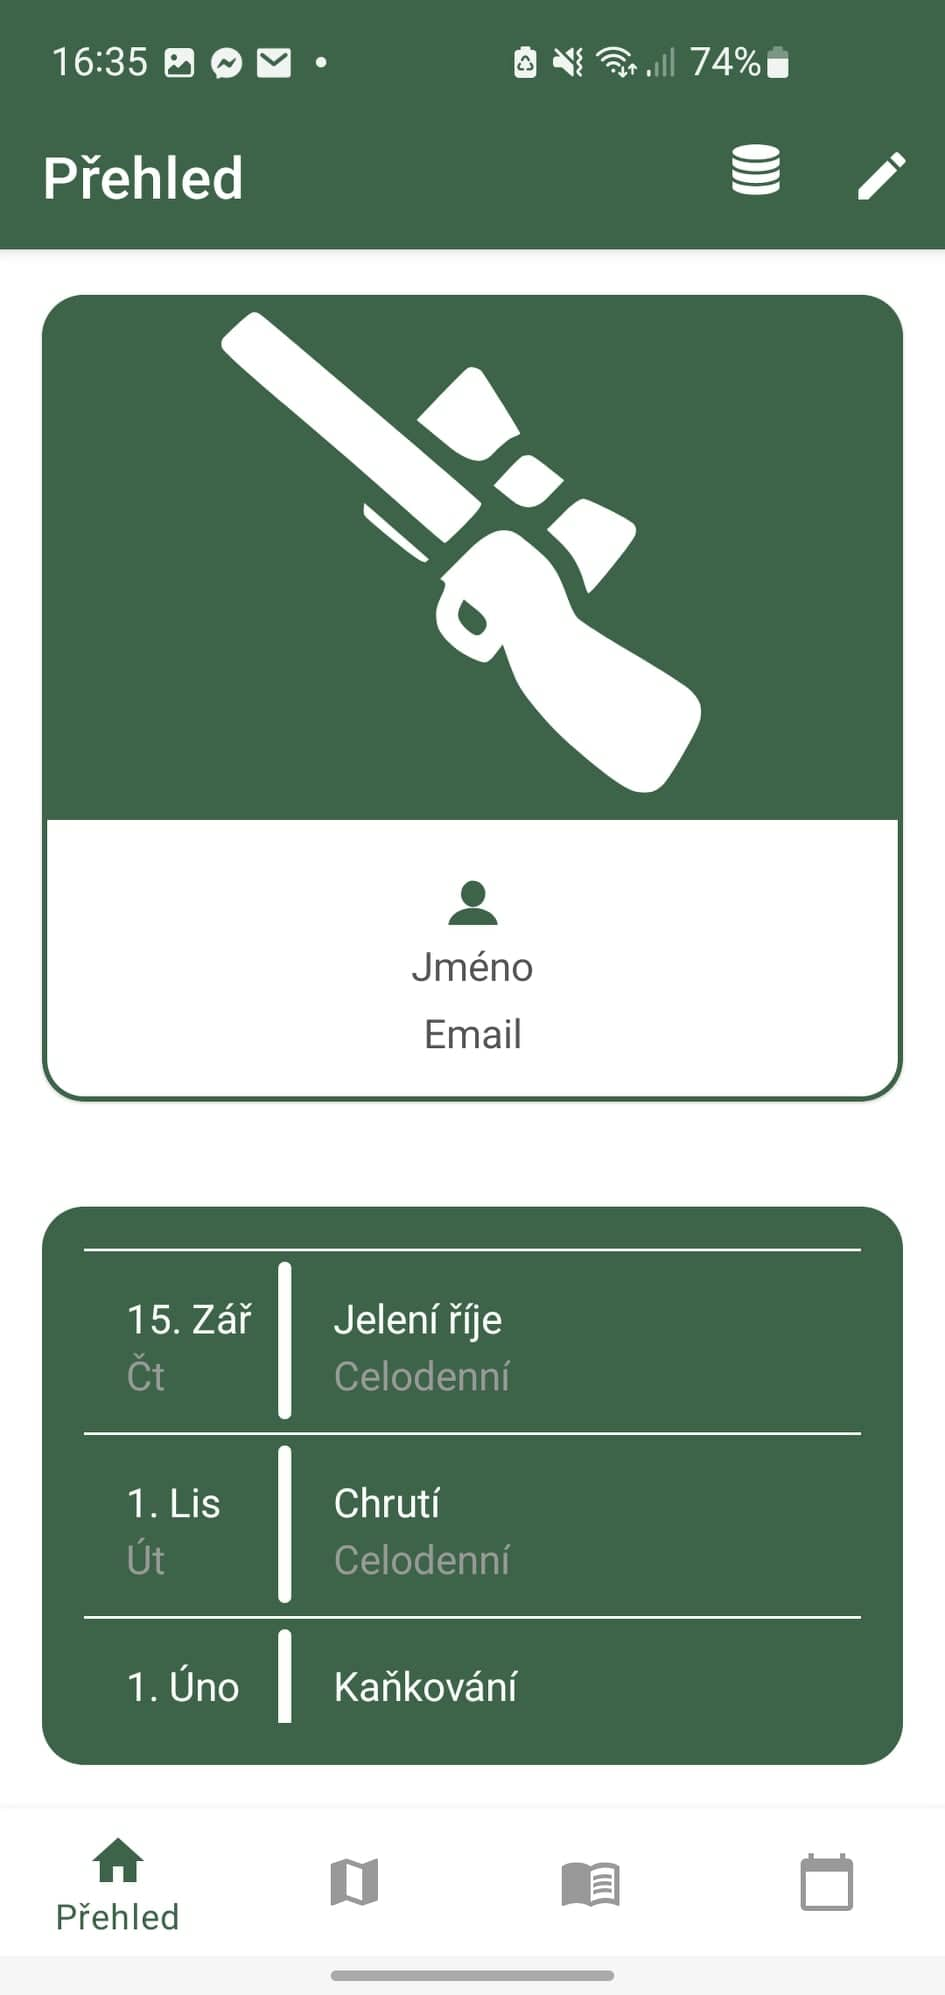 16:35
74%
Přehled
Jméno
Email
15. Zář
Jelení říje
Čt
Celodenní
1. Lis
Chrutí
Út
Celodenní
1. Úno
Kaňkování
Přehled